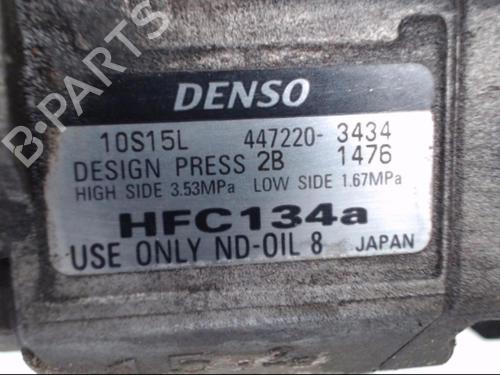 DENSO
10S15L 447220-3434
DESIGN PRESS 2B 1476
HIGH SIDE 3.53MPa LOW SIDE 1.67MPa
HFC134a
USE ONLY ND-OIL 8 JAPAN
B-PARTS